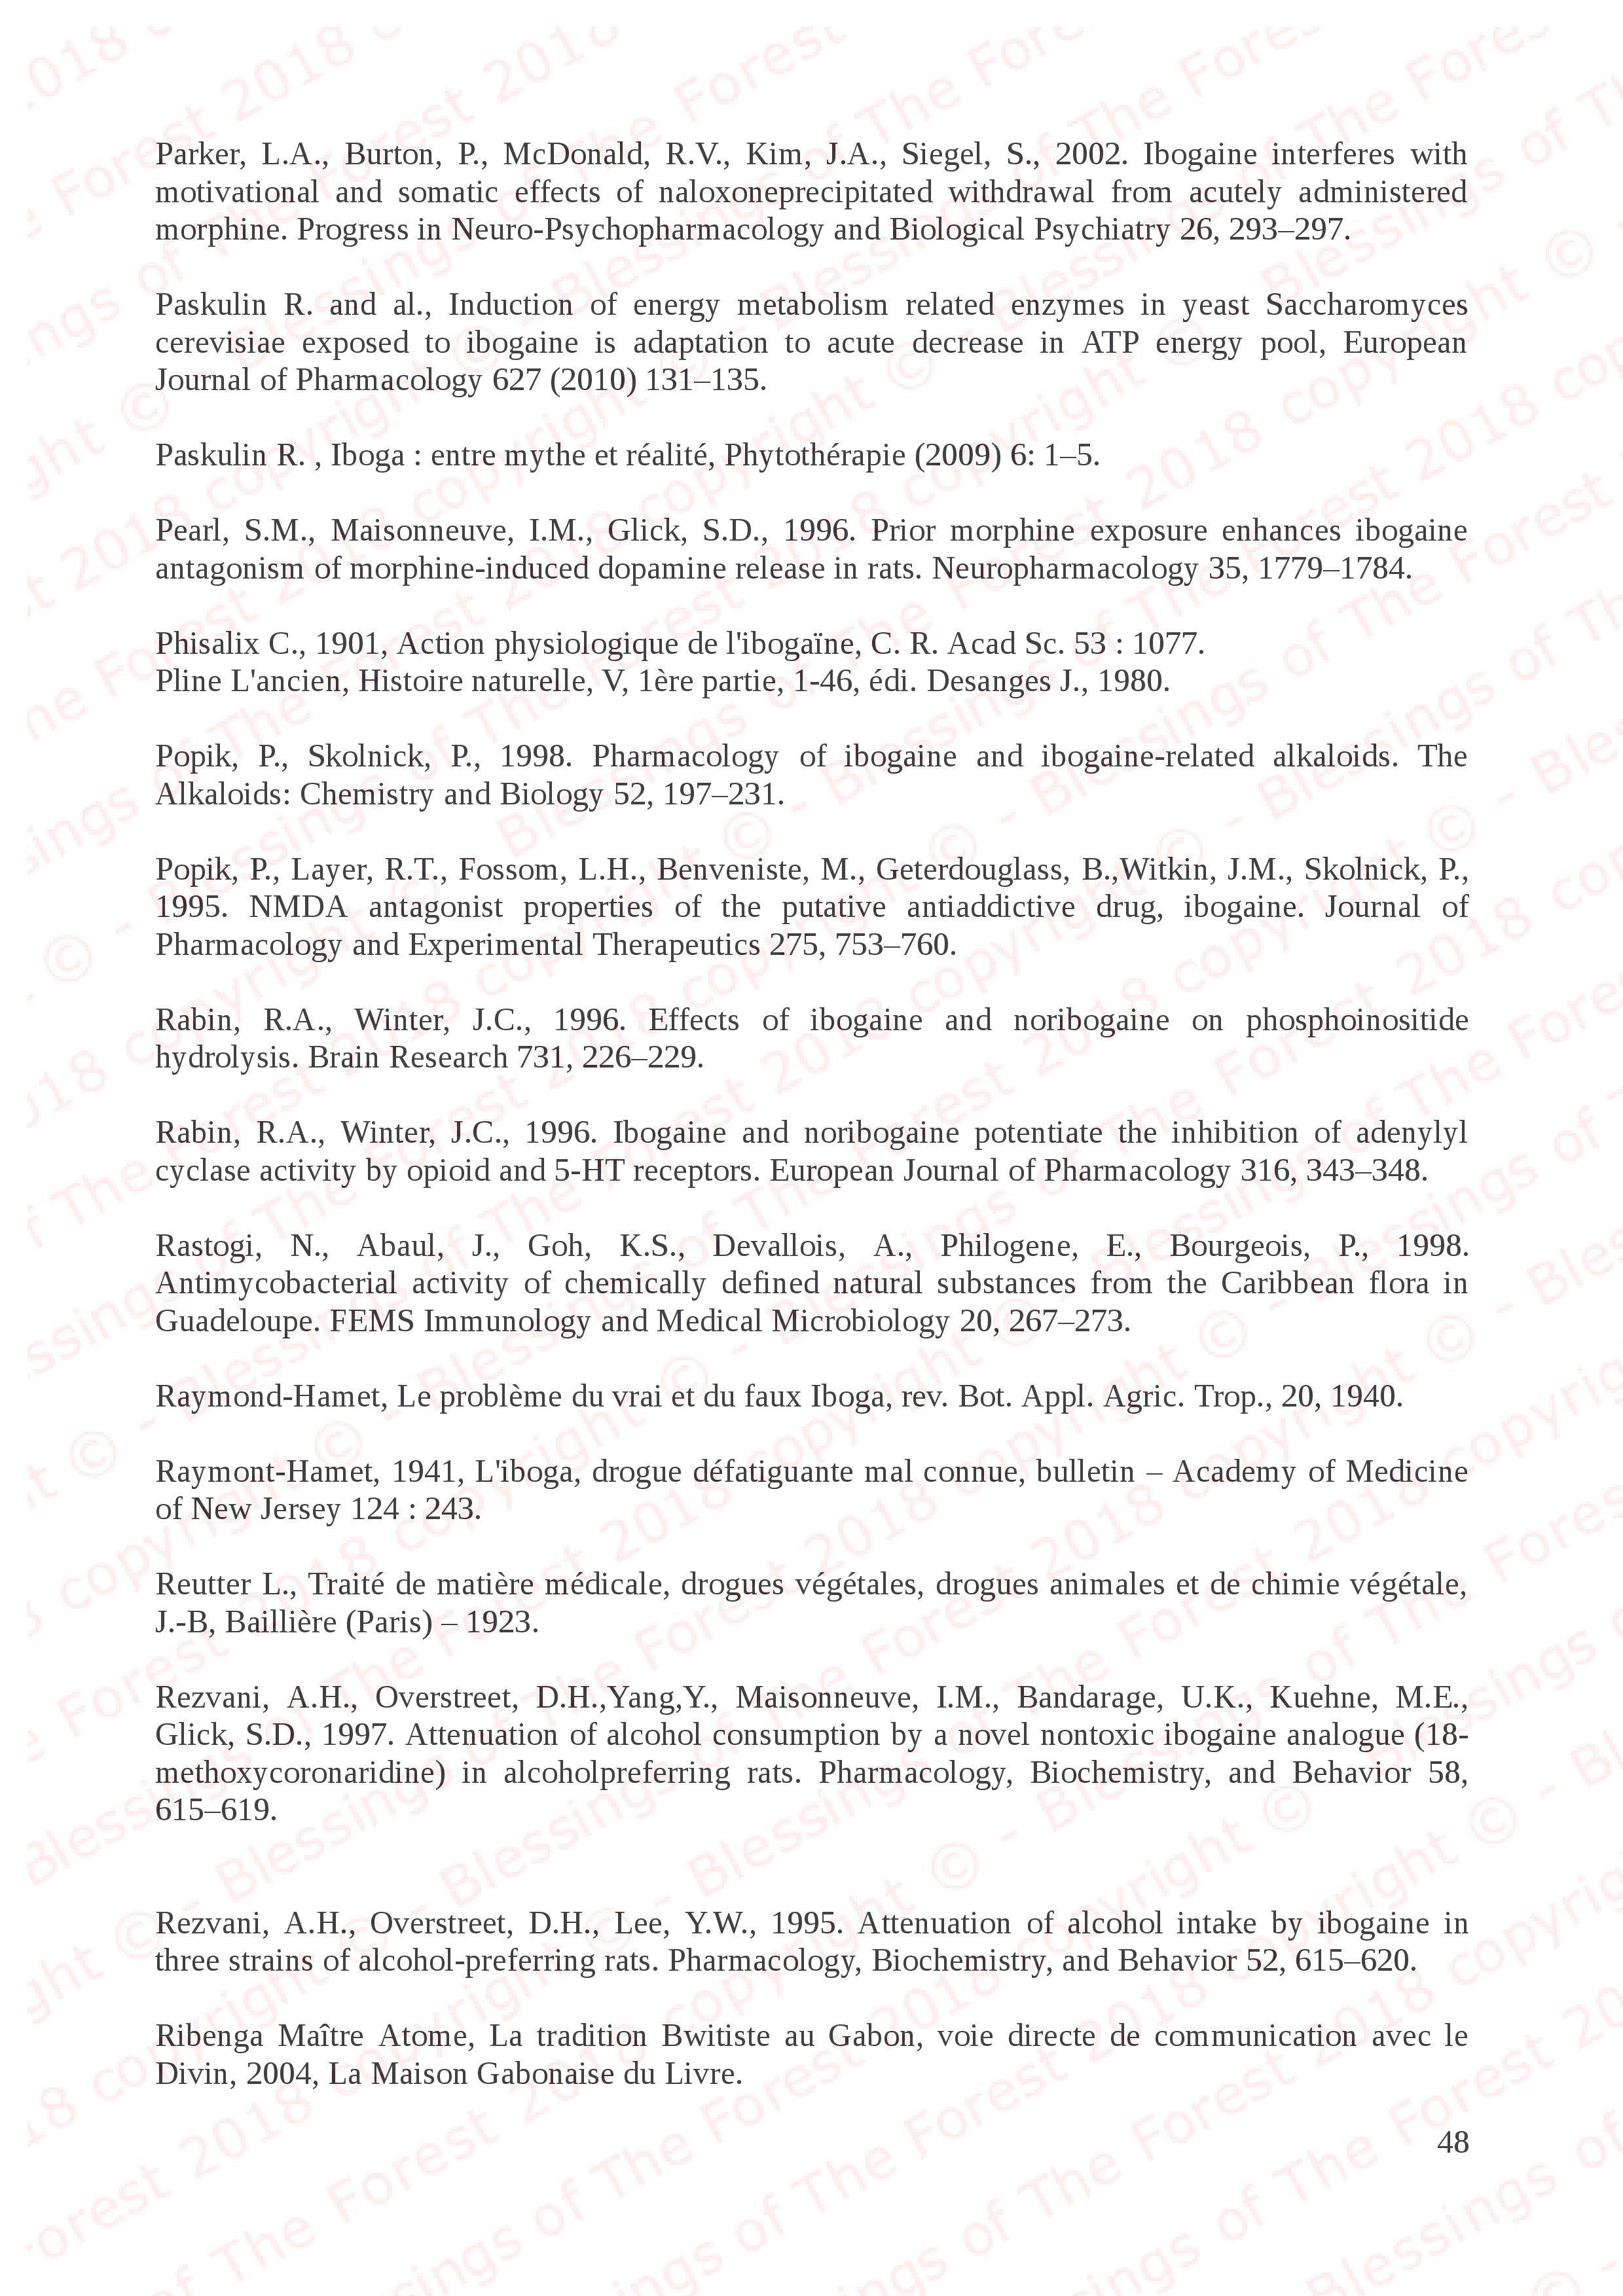 Parker, L.A., Burton, P., McDonald, R.V., Kim, J.A., Siegel, S., 2002. Ibogaine interferes with
motivational and somatic effects of naloxoneprecipitated withdrawal from acutely administered
morphine. Progress in Neuro-Psychopharmacology and Biological Psychiatry 26, 293–297.
Paskulin R. and al., Induction of energy metabolism related enzymes in yeast Saccharomyces
cerevisiae exposed to ibogaine is adaptation to acute decrease in ATP energy pool, European
Journal of Pharmacology 627 (2010) 131–135.
Paskulin R. , Iboga : entre mythe et réalité, Phytothérapie (2009) 6: 1–5.
Pearl, S.M., Maisonneuve, I.M., Glick, S.D., 1996. Prior morphine exposure enhances ibogaine
antagonism of morphine-induced dopamine release in rats. Neuropharmacology 35, 1779–1784.
Phisalix C., 1901, Action physiologique de l'ibogaïne, C. R. Acad Sc. 53 : 1077.
Pline L'ancien, Histoire naturelle, V, 1ère partie, 1-46, édi. Desanges J., 1980.
Popik, P., Skolnick, P., 1998. Pharmacology of ibogaine and ibogaine-related alkaloids. The
Alkaloids: Chemistry and Biology 52, 197–231.
Popik, P., Layer, R.T., Fossom, L.H., Benveniste, M., Geterdouglass, B.,Witkin, J.M., Skolnick, P.,
1995. NMDA antagonist properties of the putative antiaddictive drug, ibogaine. Journal of
Pharmacology and Experimental Therapeutics 275, 753–760.
Rabin, R.A., Winter, J.C., 1996. Effects of ibogaine and noribogaine on phosphoinositide
hydrolysis. Brain Research 731, 226–229.
Rabin, R.A., Winter, J.C., 1996. Ibogaine and noribogaine potentiate the inhibition of adenylyl
cyclase activity by opioid and 5-HT receptors. European Journal of Pharmacology 316, 343–348.
Rastogi, N., Abaul, J., Goh, K.S., Devallois, A., Philogene, E., Bourgeois, P., 1998.
Antimycobacterial activity of chemically defined natural substances from the Caribbean flora in
Guadeloupe. FEMS Immunology and Medical Microbiology 20, 267–273.
Raymond-Hamet, Le problème du vrai et du faux Iboga, rev. Bot. Appl. Agric. Trop., 20, 1940.
Raymont-Hamet, 1941, L'iboga, drogue défatiguante mal connue, bulletin – Academy of Medicine
of New Jersey 124 : 243.
Reutter L., Traité de matière médicale, drogues végétales, drogues animales et de chimie végétale,
J.-B, Baillière (Paris) – 1923.
Rezvani, A.H., Overstreet, D.H.,Yang,Y., Maisonneuve, I.M., Bandarage, U.K., Kuehne, M.E.,
Glick, S.D., 1997. Attenuation of alcohol consumption by a novel nontoxic ibogaine analogue (18-
methoxycoronaridine) in alcoholpreferring rats. Pharmacology, Biochemistry, and Behavior 58,
615–619.
Rezvani, A.H., Overstreet, D.H., Lee, Y.W., 1995. Attenuation of alcohol intake by ibogaine in
three strains of alcohol-preferring rats. Pharmacology, Biochemistry, and Behavior 52, 615–620.
Ribenga Maître Atome, La tradition Bwitiste au Gabon, voie directe de communication avec le
Divin, 2004, La Maison Gabonaise du Livre.
48